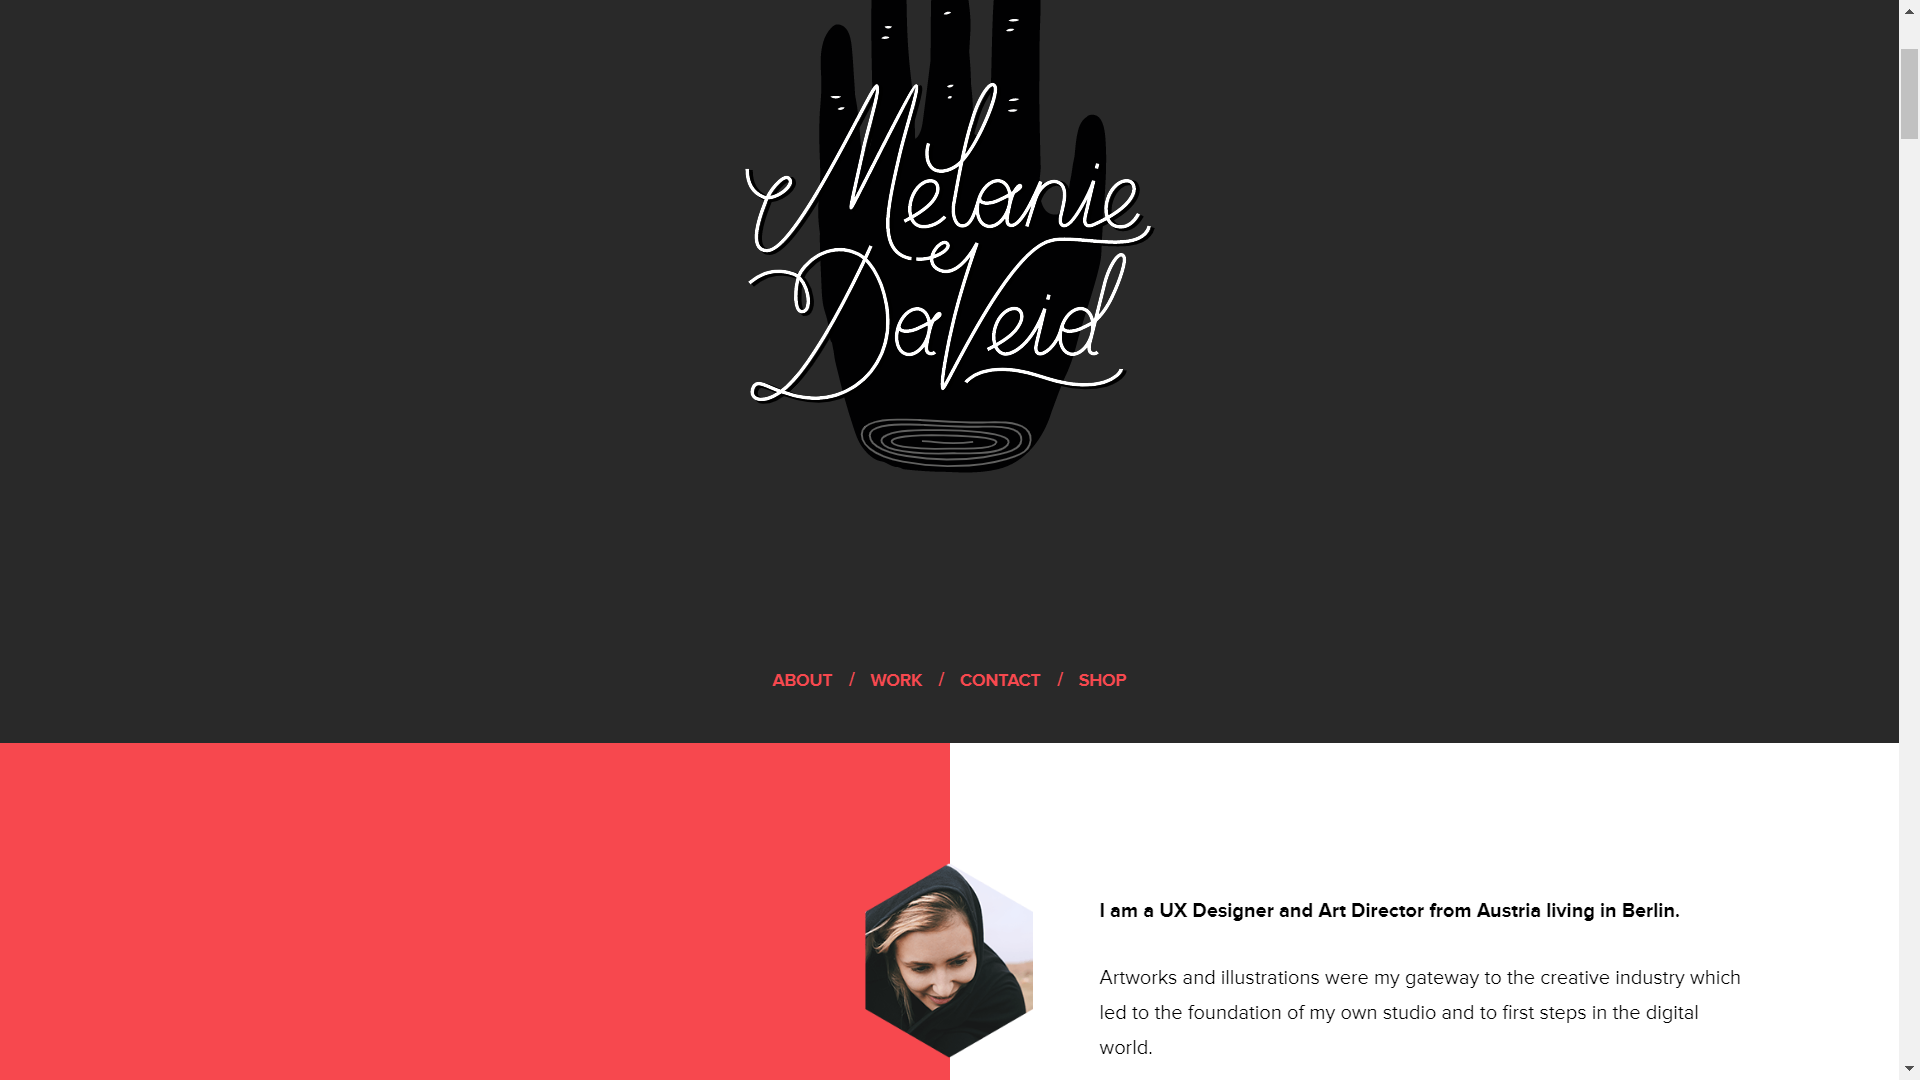 Melanie
DaVeid
ABOUT / WORK / CONTACT / SHOP
I am a UX Designer and Art Director from Austria living in Berlin.
Artworks and illustrations were my gateway to the creative industry which
led to the foundation of my own studio and to first steps in the digital
world.